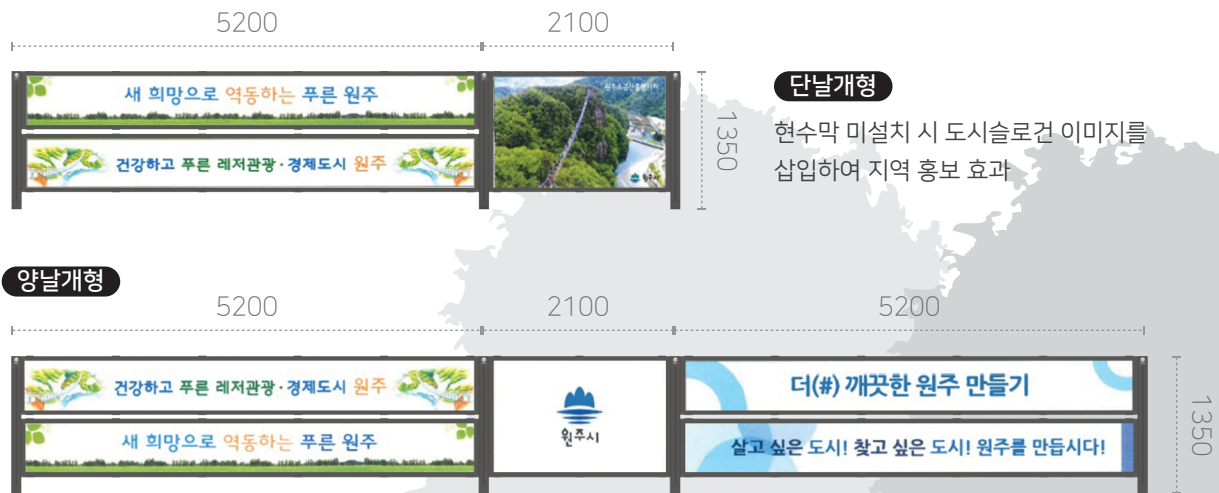 5200
2100
새 희망으로 역동하는 푸른 원주
건강하고 푸른 레저관광·경제도시 원주
원주시
1350
단날개형
현수막 미설치 시 도시슬로건 이미지를
삽입하여 지역 홍보 효과
양날개형
5200
2100
5200
건강하고 푸른 레저관광·경제도시 원주
새 희망으로 역동하는 푸른 원주
원주시
더(#) 깨끗한 원주 만들기
살고 싶은 도시! 찾고 싶은 도시! 원주를 만듭시다!
1350